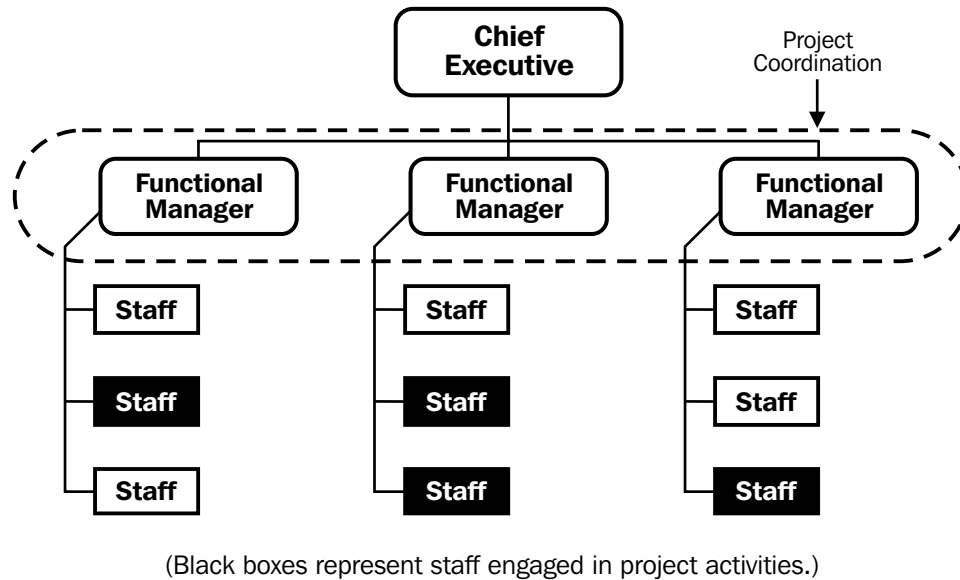 Chief
Executive
Project
Coordination
Functional
Manager
Functional
Manager
Functional
Manager
Staff
Staff
Staff
Staff
Staff
Staff
Staff
Staff
Staff
(Black boxes represent staff engaged in project activities.)